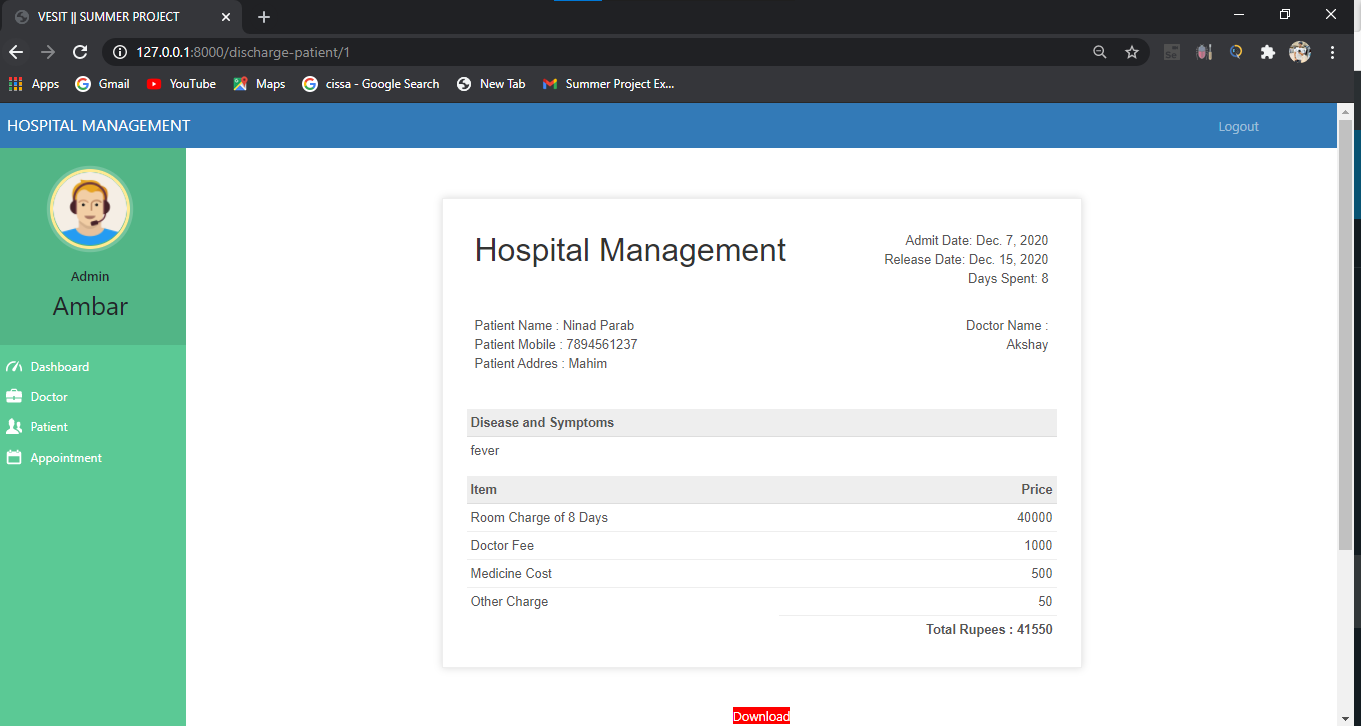 VESIT || SUMMER PROJECT
127.0.0.1:8000/discharge-patient/1
Apps Gmail YouTube Maps cissa - Google Search New Tab Summer Project Ex...
HOSPITAL MANAGEMENT Logout
Admin
Ambar
Dashboard
Doctor
Patient
Appointment
Hospital Management
Admit Date: Dec. 7, 2020
Release Date: Dec. 15, 2020
Days Spent: 8
Patient Name : Ninad Parab
Patient Mobile : 7894561237
Patient Addres : Mahim
Doctor Name :
Akshay
Disease and Symptoms
fever
Item Price
Room Charge of 8 Days 40000
Doctor Fee 1000
Medicine Cost 500
Other Charge 50
Total Rupees : 41550
Download